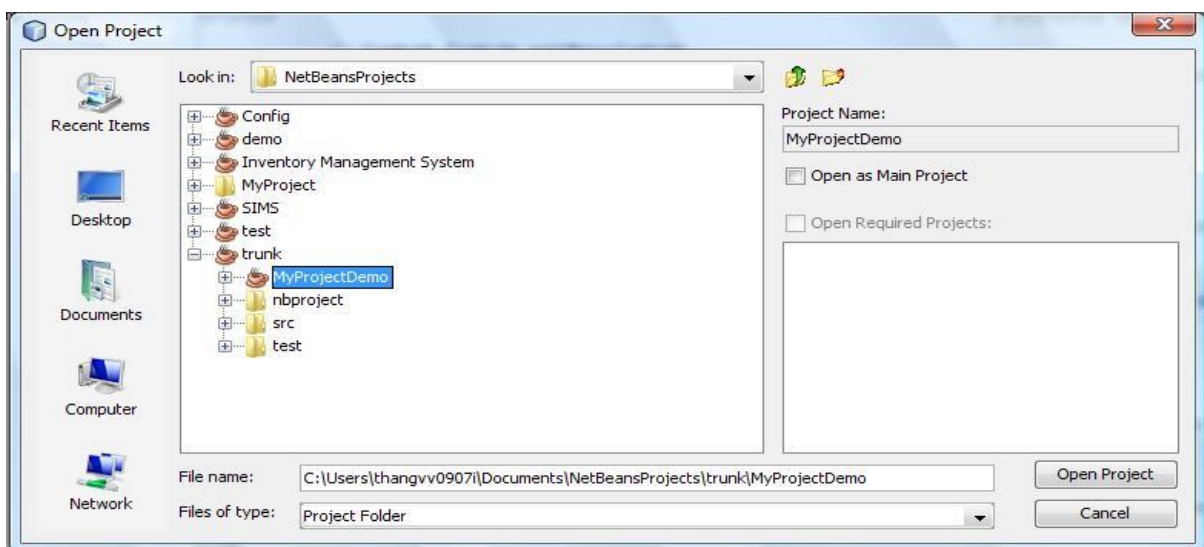 Open Project
Look in: NetBeansProjects
Recent Items
Desktop
Documents
Computer
Network
Config
demo
Inventory Management System
MyProject
SIMS
test
trunk
MyProjectDemo
nbproject
src
test
Project Name:
MyProjectDemo
Open as Main Project
Open Required Projects:
File name: C:\Users\thangvv0907i\Documents\NetBeansProjects\trunk\MyProjectDemo
Files of type: Project Folder
Open Project
Cancel